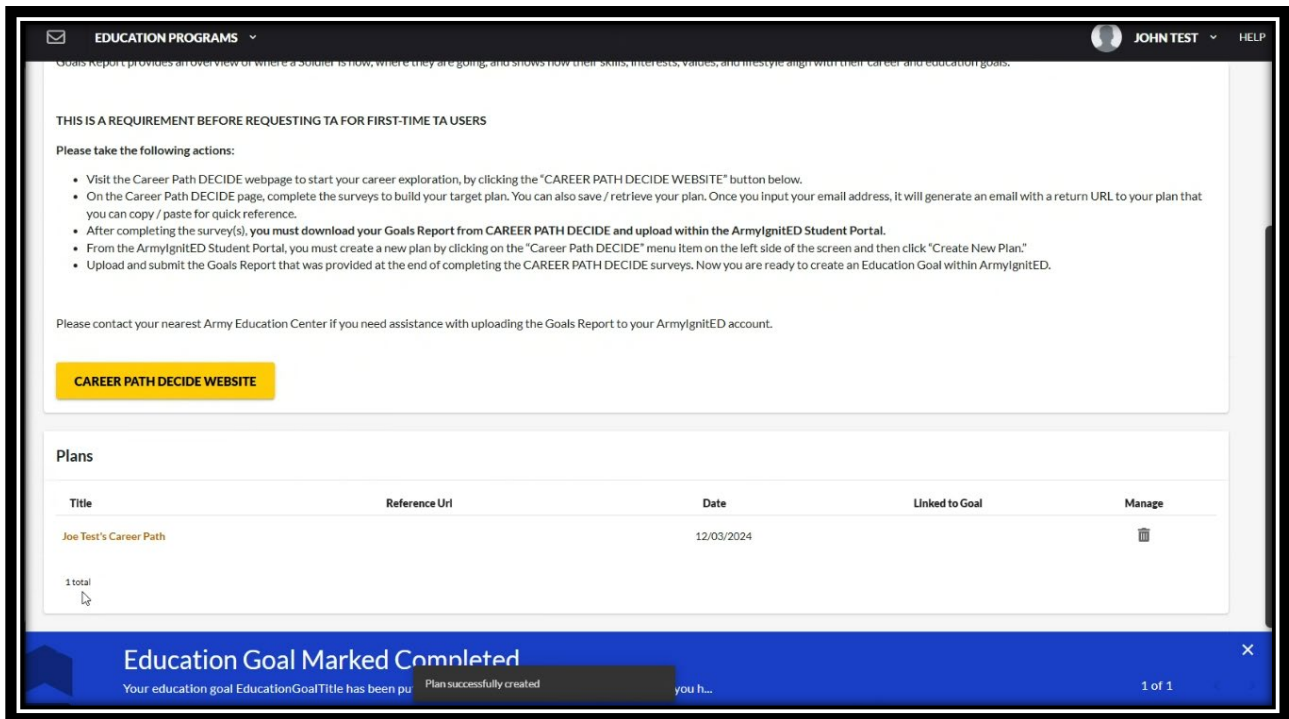 EDUCATION PROGRAMS
JOHN TEST
HELP
Goals Report provides an overview of where a Soldier is now, where they are going, and shows how their skills, interests, values, and lifestyle align with their career and education goals.
THIS IS A REQUIREMENT BEFORE REQUESTING TA FOR FIRST-TIME TA USERS
Please take the following actions:
• Visit the Career Path DECIDE webpage to start your career exploration, by clicking the "CAREER PATH DECIDE WEBSITE" button below.
• On the Career Path DECIDE page, complete the surveys to build your target plan. You can also save / retrieve your plan. Once you input your email address, it will generate an email with a return URL to your plan that
you can copy / paste for quick reference.
• After completing the survey(s), you must download your Goals Report from CAREER PATH DECIDE and upload within the ArmyIgnitED Student Portal.
• From the ArmyIgnitED Student Portal, you must create a new plan by clicking on the "Career Path DECIDE" menu item on the left side of the screen and then click "Create New Plan."
• Upload and submit the Goals Report that was provided at the end of completing the CAREER PATH DECIDE surveys. Now you are ready to create an Education Goal within ArmyIgnitED.
Please contact your nearest Army Education Center if you need assistance with uploading the Goals Report to your ArmyIgnitED account.
CAREER PATH DECIDE WEBSITE
Plans
Title Reference Url Date Linked to Goal Manage
Joe Test's Career Path 12/03/2024
1 total
Education Goal Marked Completed
Your education goal EducationGoalTitle has been pu
Plan successfully created
you h...
1 of 1